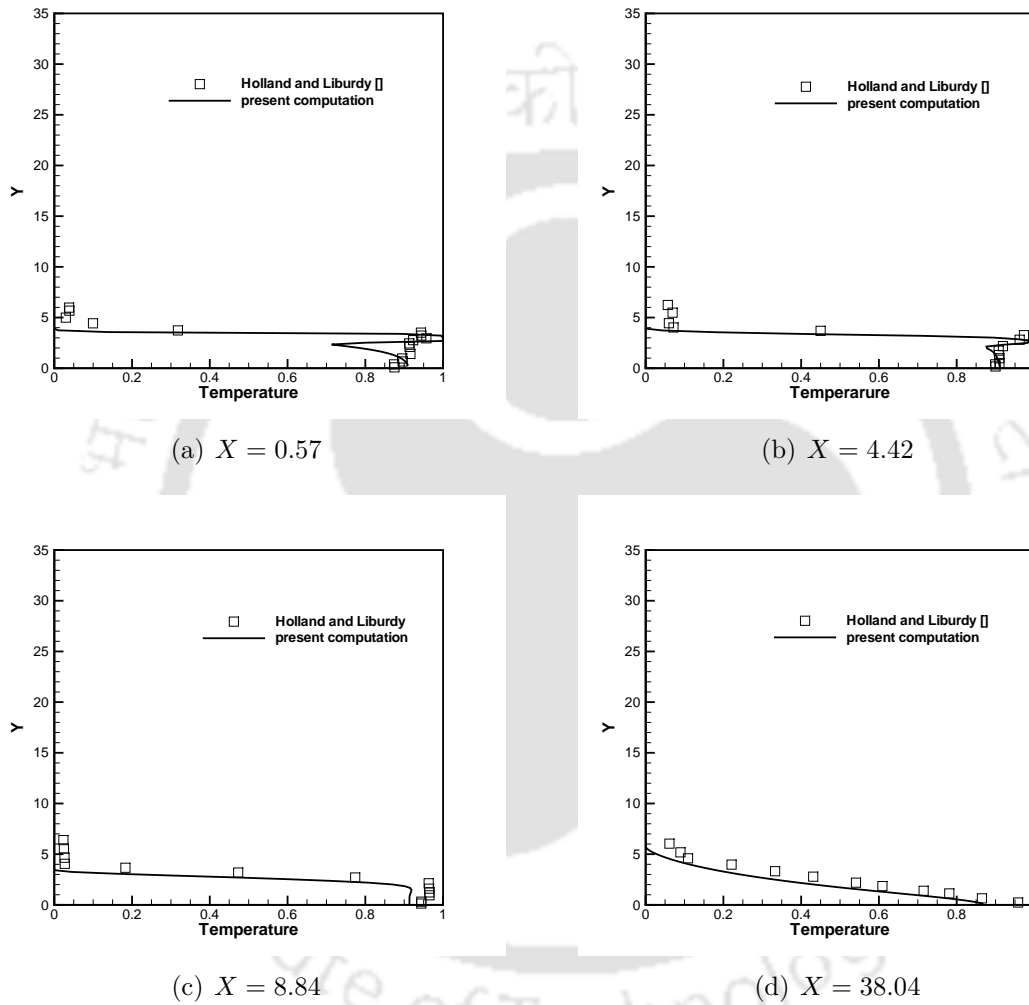 35
30
25
20
15
10
5
0
Y
0 0.2 0.4 0.6 0.8 1
Temperature
Holland and Liburdy []
present computation
(a) X = 0.57
35
30
25
20
15
10
5
0
Y
0 0.2 0.4 0.6 0.8
Temperarure
Holland and Liburdy []
present computation
(b) X = 4.42
35
30
25
20
15
10
5
0
Y
0 0.2 0.4 0.6 0.8 1
Temperature
Holland and Liburdy
present computation
(c) X = 8.84
35
30
25
20
15
10
5
0
Y
0 0.2 0.4 0.6 0.8
Temperature
Holland and Liburdy []
present computation
(d) X = 38.04